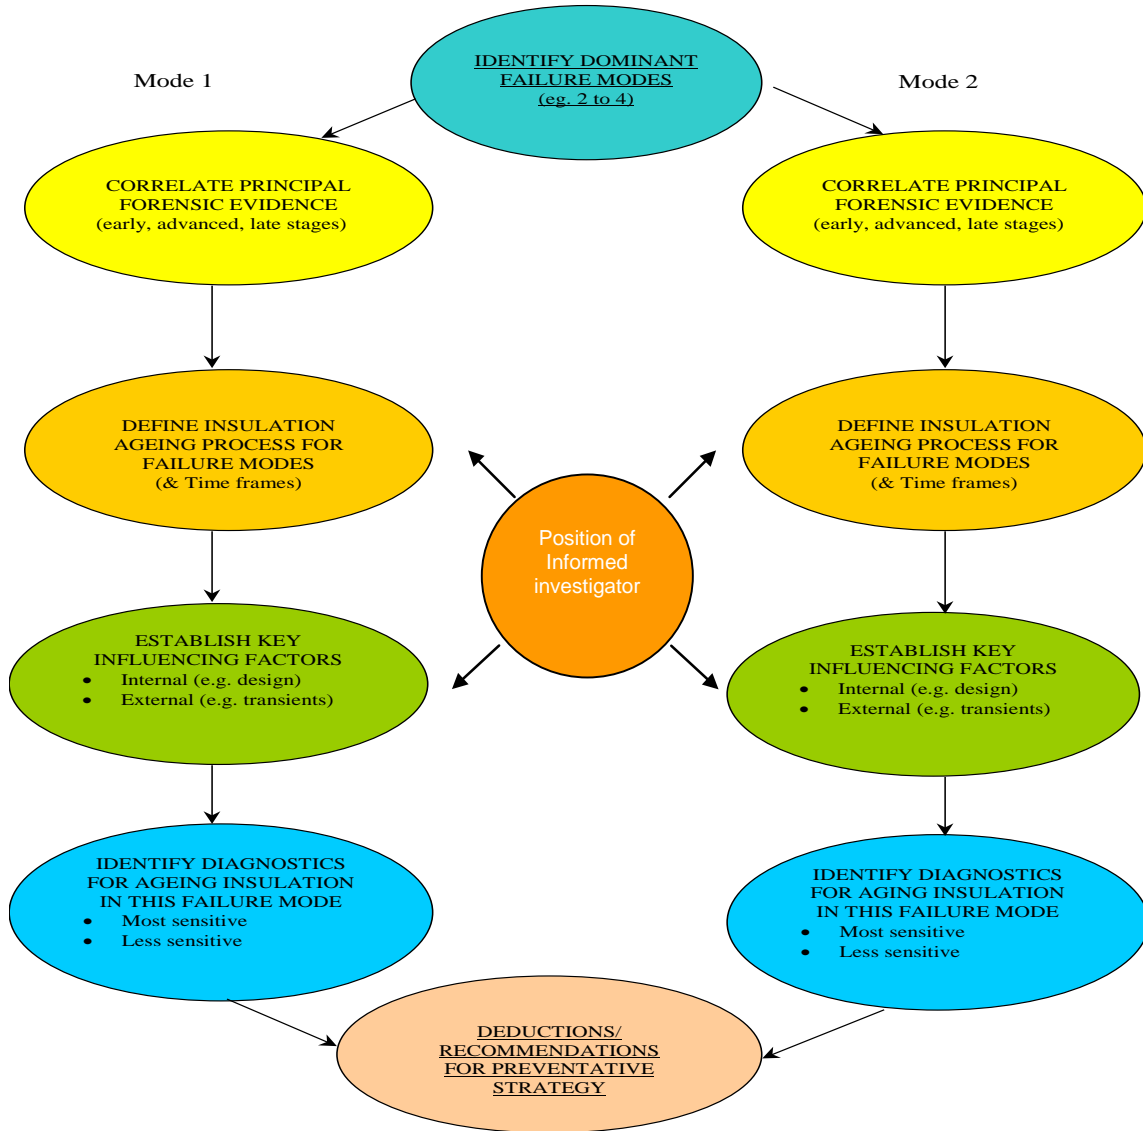 IDENTIFY DOMINANT
FAILURE MODES
(eg. 2 to 4)
Mode 1
Mode 2
CORRELATE PRINCIPAL
FORENSIC EVIDENCE
(early, advanced, late stages)
CORRELATE PRINCIPAL
FORENSIC EVIDENCE
(early, advanced, late stages)
DEFINE INSULATION
AGEING PROCESS FOR
FAILURE MODES
(& Time frames)
DEFINE INSULATION
AGEING PROCESS FOR
FAILURE MODES
(& Time frames)
Position of
Informed
investigator
ESTABLISH KEY
INFLUENCING FACTORS
• Internal (e.g. design)
• External (e.g. transients)
ESTABLISH KEY
INFLUENCING FACTORS
• Internal (e.g. design)
• External (e.g. transients)
IDENTIFY DIAGNOSTICS
FOR AGEING INSULATION
IN THIS FAILURE MODE
• Most sensitive
• Less sensitive
IDENTIFY DIAGNOSTICS
FOR AGING INSULATION
IN THIS FAILURE MODE
• Most sensitive
• Less sensitive
DEDUCTIONS/
RECOMMENDATIONS
FOR PREVENTATIVE
STRATEGY